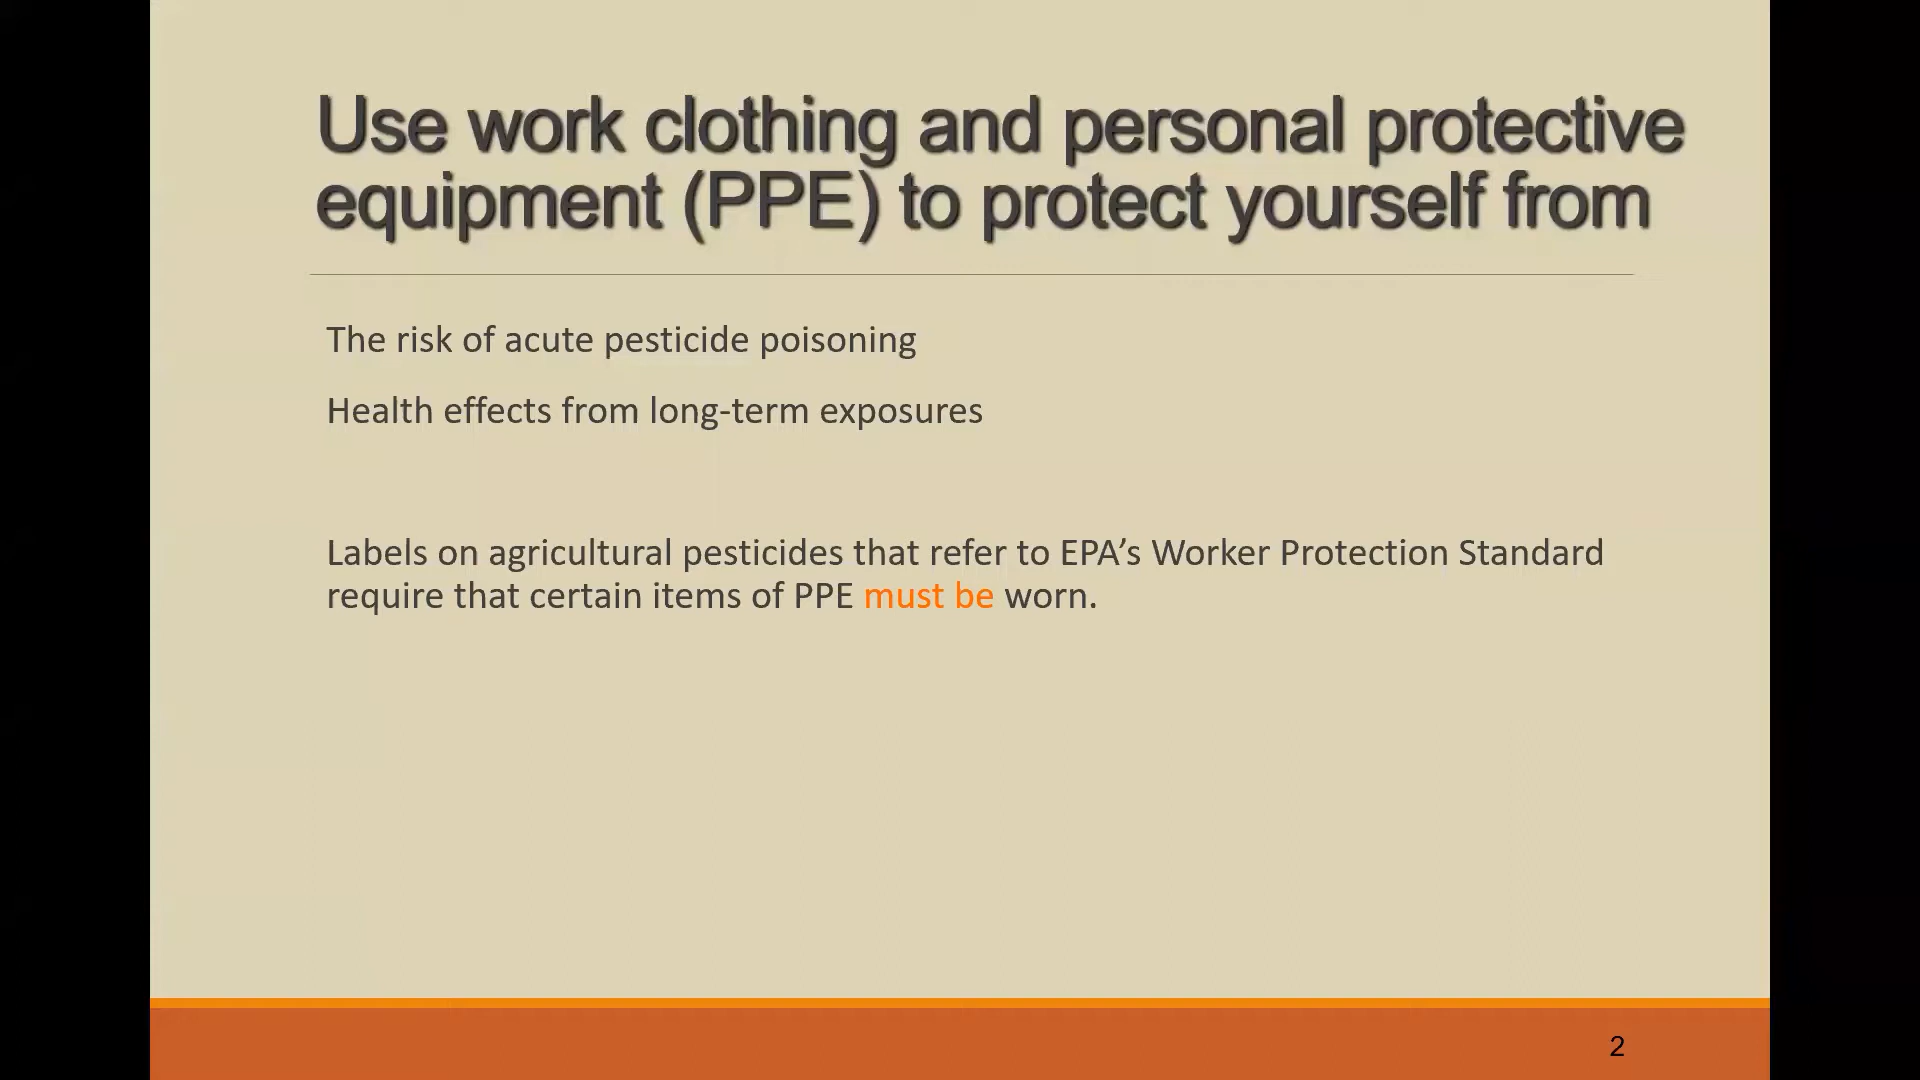 Use work clothing and personal protective
equipment (PPE) to protect yourself from
The risk of acute pesticide poisoning
Health effects from long-term exposures
Labels on agricultural pesticides that refer to EPA’s Worker Protection Standard
require that certain items of PPE must be worn.
2